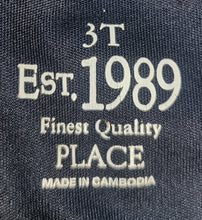 3T
EST. 1989
Finest Quality
PLACE
MADE IN CAMBODIA